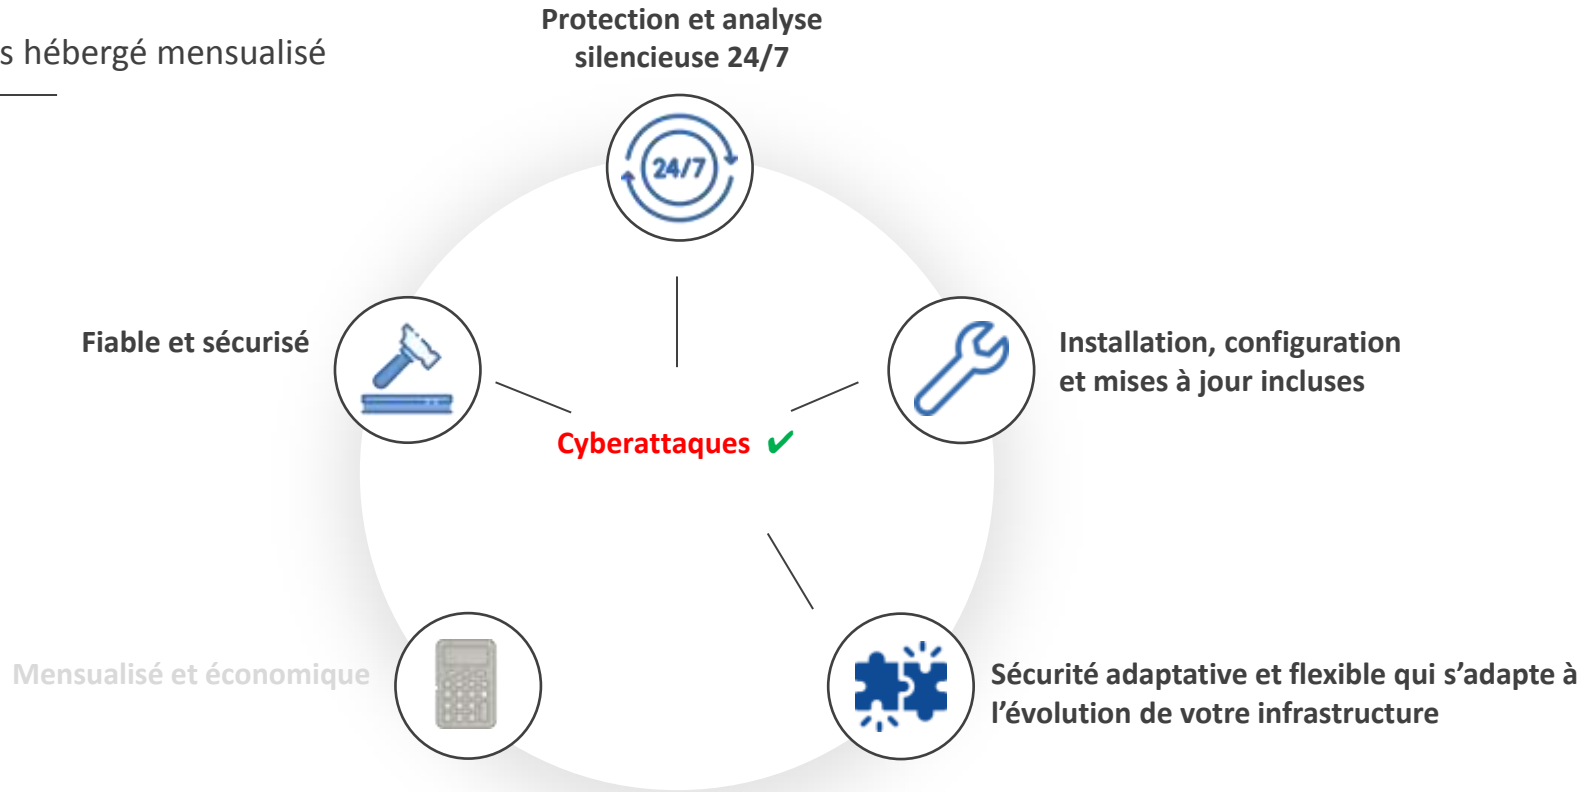 Protection et analyse
silencieuse 24/7
s hébergé mensualisé
24/7
Fiable et sécurisé
Installation, configuration
et mises à jour incluses
Cyberattaques ✔
Mensualisé et économique
Sécurité adaptative et flexible qui s’adapte à
l’évolution de votre infrastructure